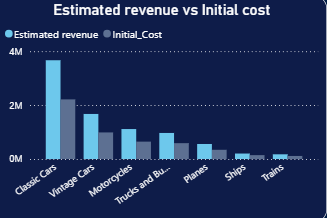 Estimated revenue vs Initial cost
Estimated revenue Initial_Cost
4M
2M
0M
Classic Cars
Vintage Cars
Motorcycles
Trucks and Bu...
Planes
Ships
Trains